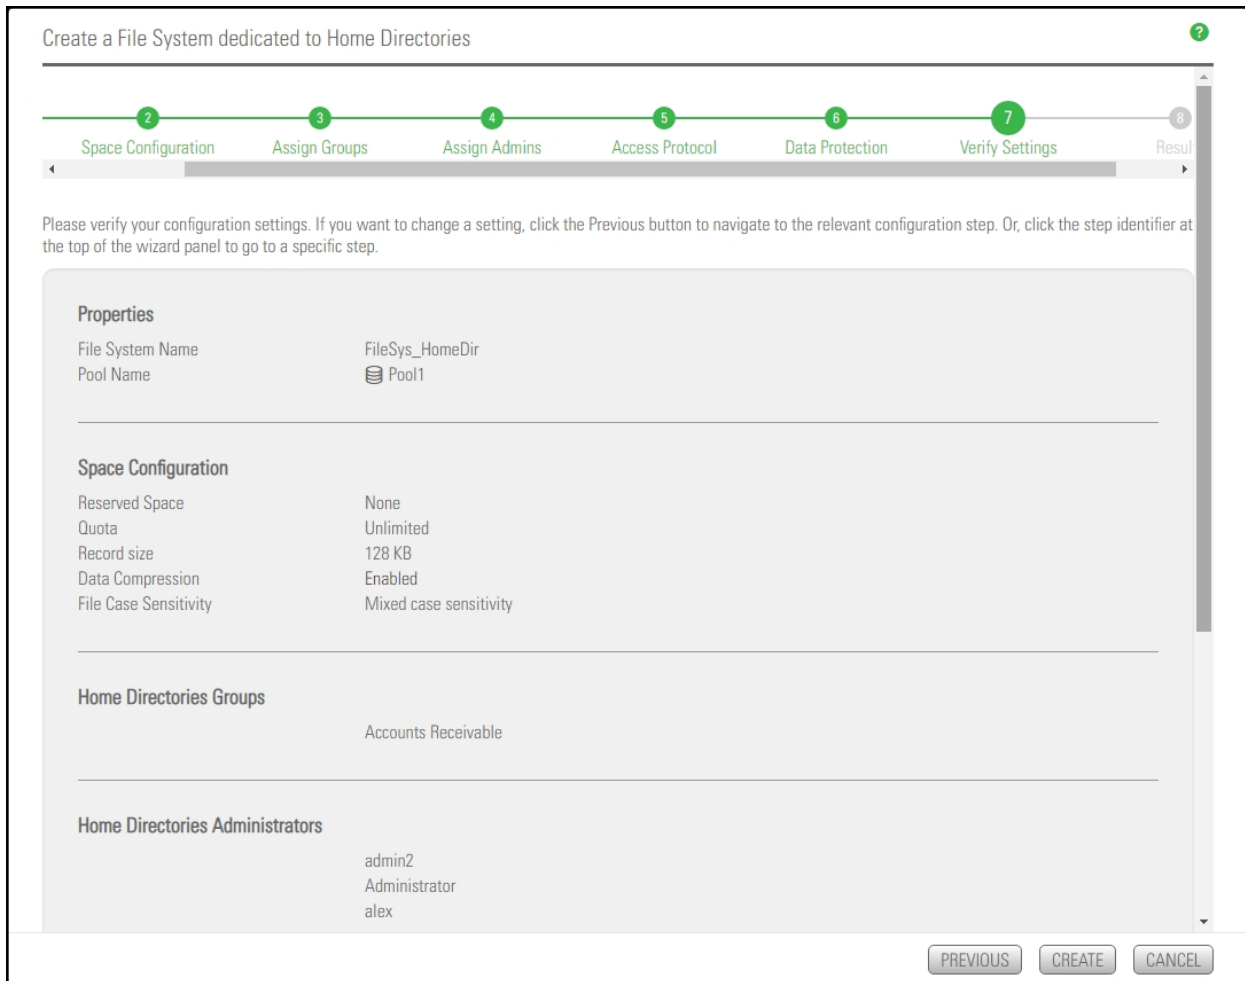 Create a File System dedicated to Home Directories
?
2 3 4 5 6 7 8
Space Configuration Assign Groups Assign Admins Access Protocol Data Protection Verify Settings Resul
Please verify your configuration settings. If you want to change a setting, click the Previous button to navigate to the relevant configuration step. Or, click the step identifier at
the top of the wizard panel to go to a specific step.
Properties
File System Name FileSys_HomeDir
Pool Name Pool1
Space Configuration
Reserved Space None
Quota Unlimited
Record size 128 KB
Data Compression Enabled
File Case Sensitivity Mixed case sensitivity
Home Directories Groups
Accounts Receivable
Home Directories Administrators
admin2
Administrator
alex
PREVIOUS CREATE CANCEL